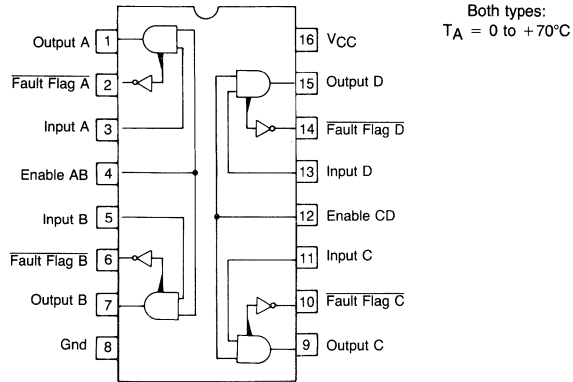 Both types:
T_A = 0 to +70°C
Output A 1
Fault Flag A 2
Input A 3
Enable AB 4
Input B 5
Fault Flag B 6
Output B 7
Gnd 8
16 VCC
15 Output D
14 Fault Flag D
13 Input D
12 Enable CD
11 Input C
10 Fault Flag C
9 Output C